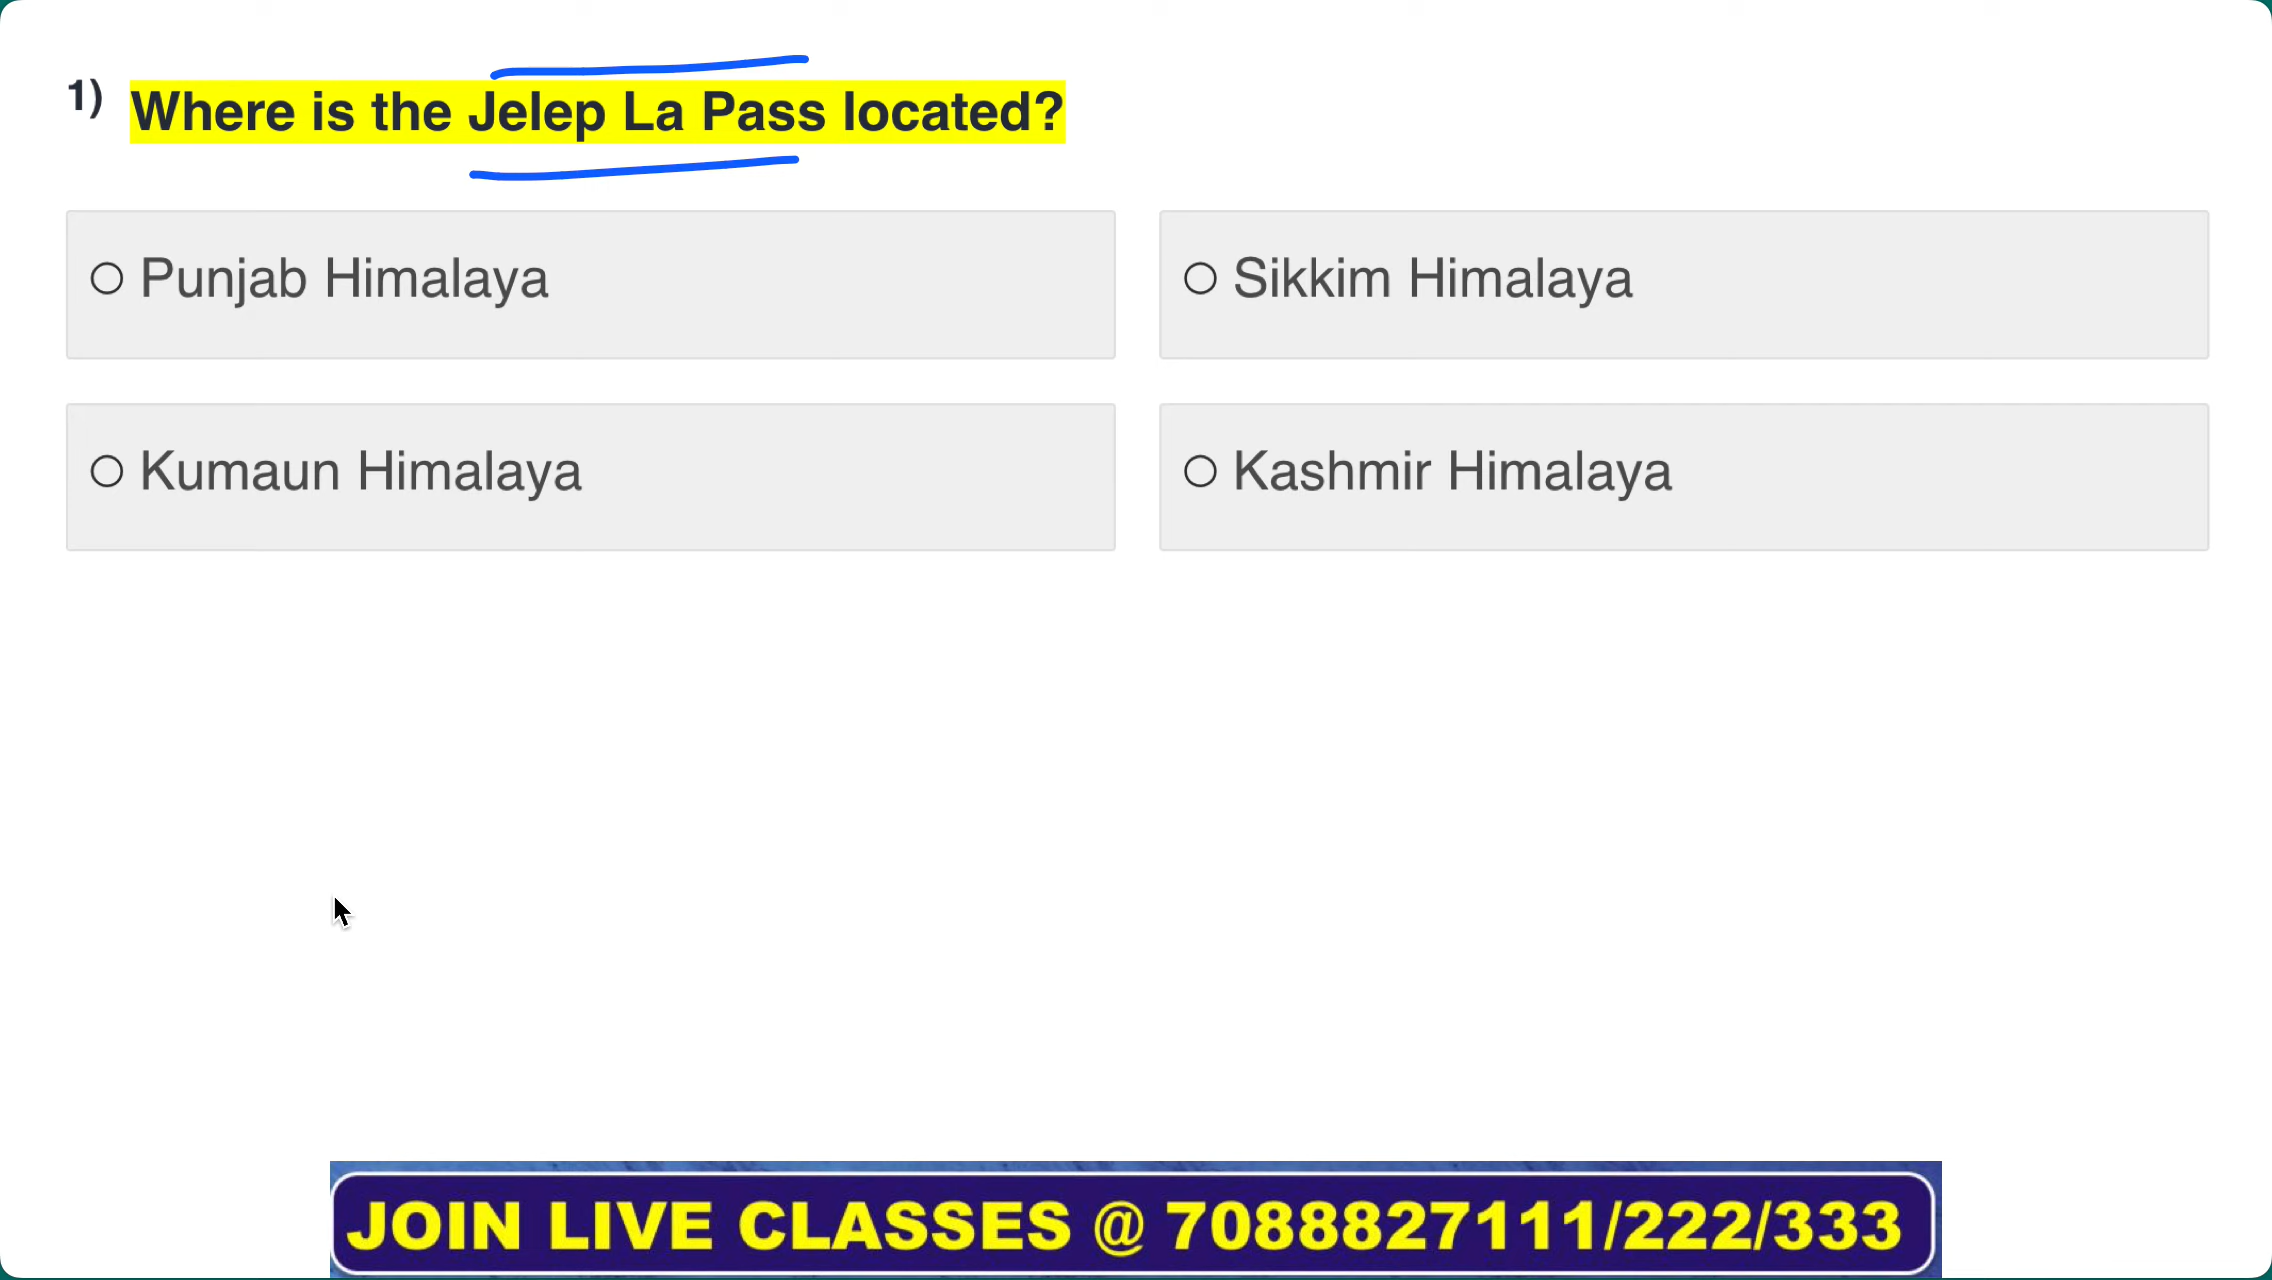 1) Where is the Jelep La Pass located?
Punjab Himalaya
Sikkim Himalaya
Kumaun Himalaya
Kashmir Himalaya
JOIN LIVE CLASSES @ 7088827111/222/333